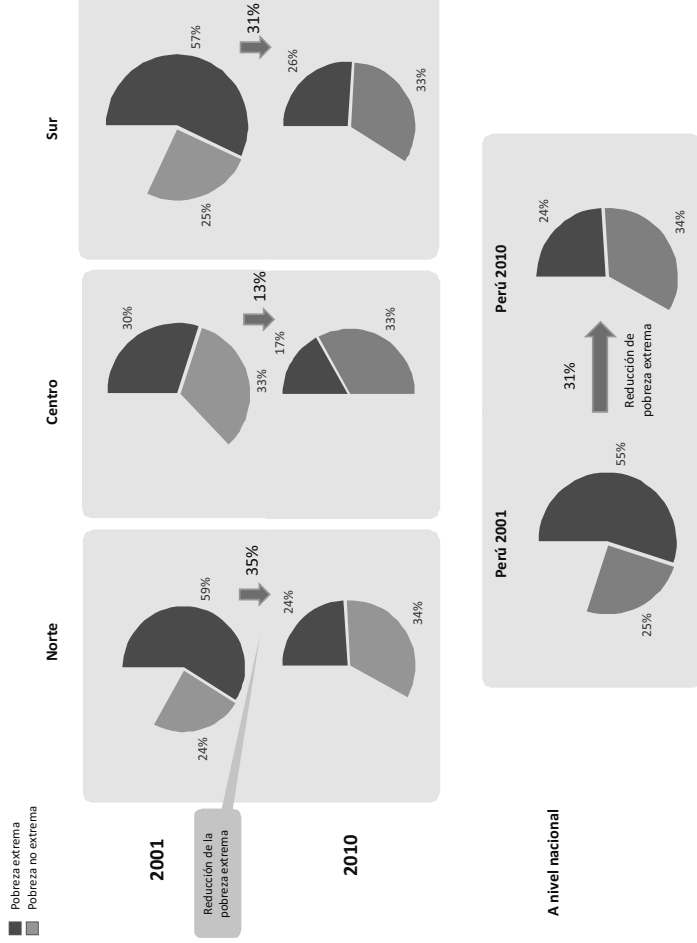 Pobreza extrema
Pobreza no extrema
Norte
Centro
Sur
2001
59%
24%
30%
33%
57%
25%
Reducción de la
pobreza extrema
35%
13%
31%
2010
24%
34%
17%
33%
26%
33%
A nivel nacional
Perú 2001
Perú 2010
55%
25%
31%
Reducción de
pobreza extrema
24%
34%